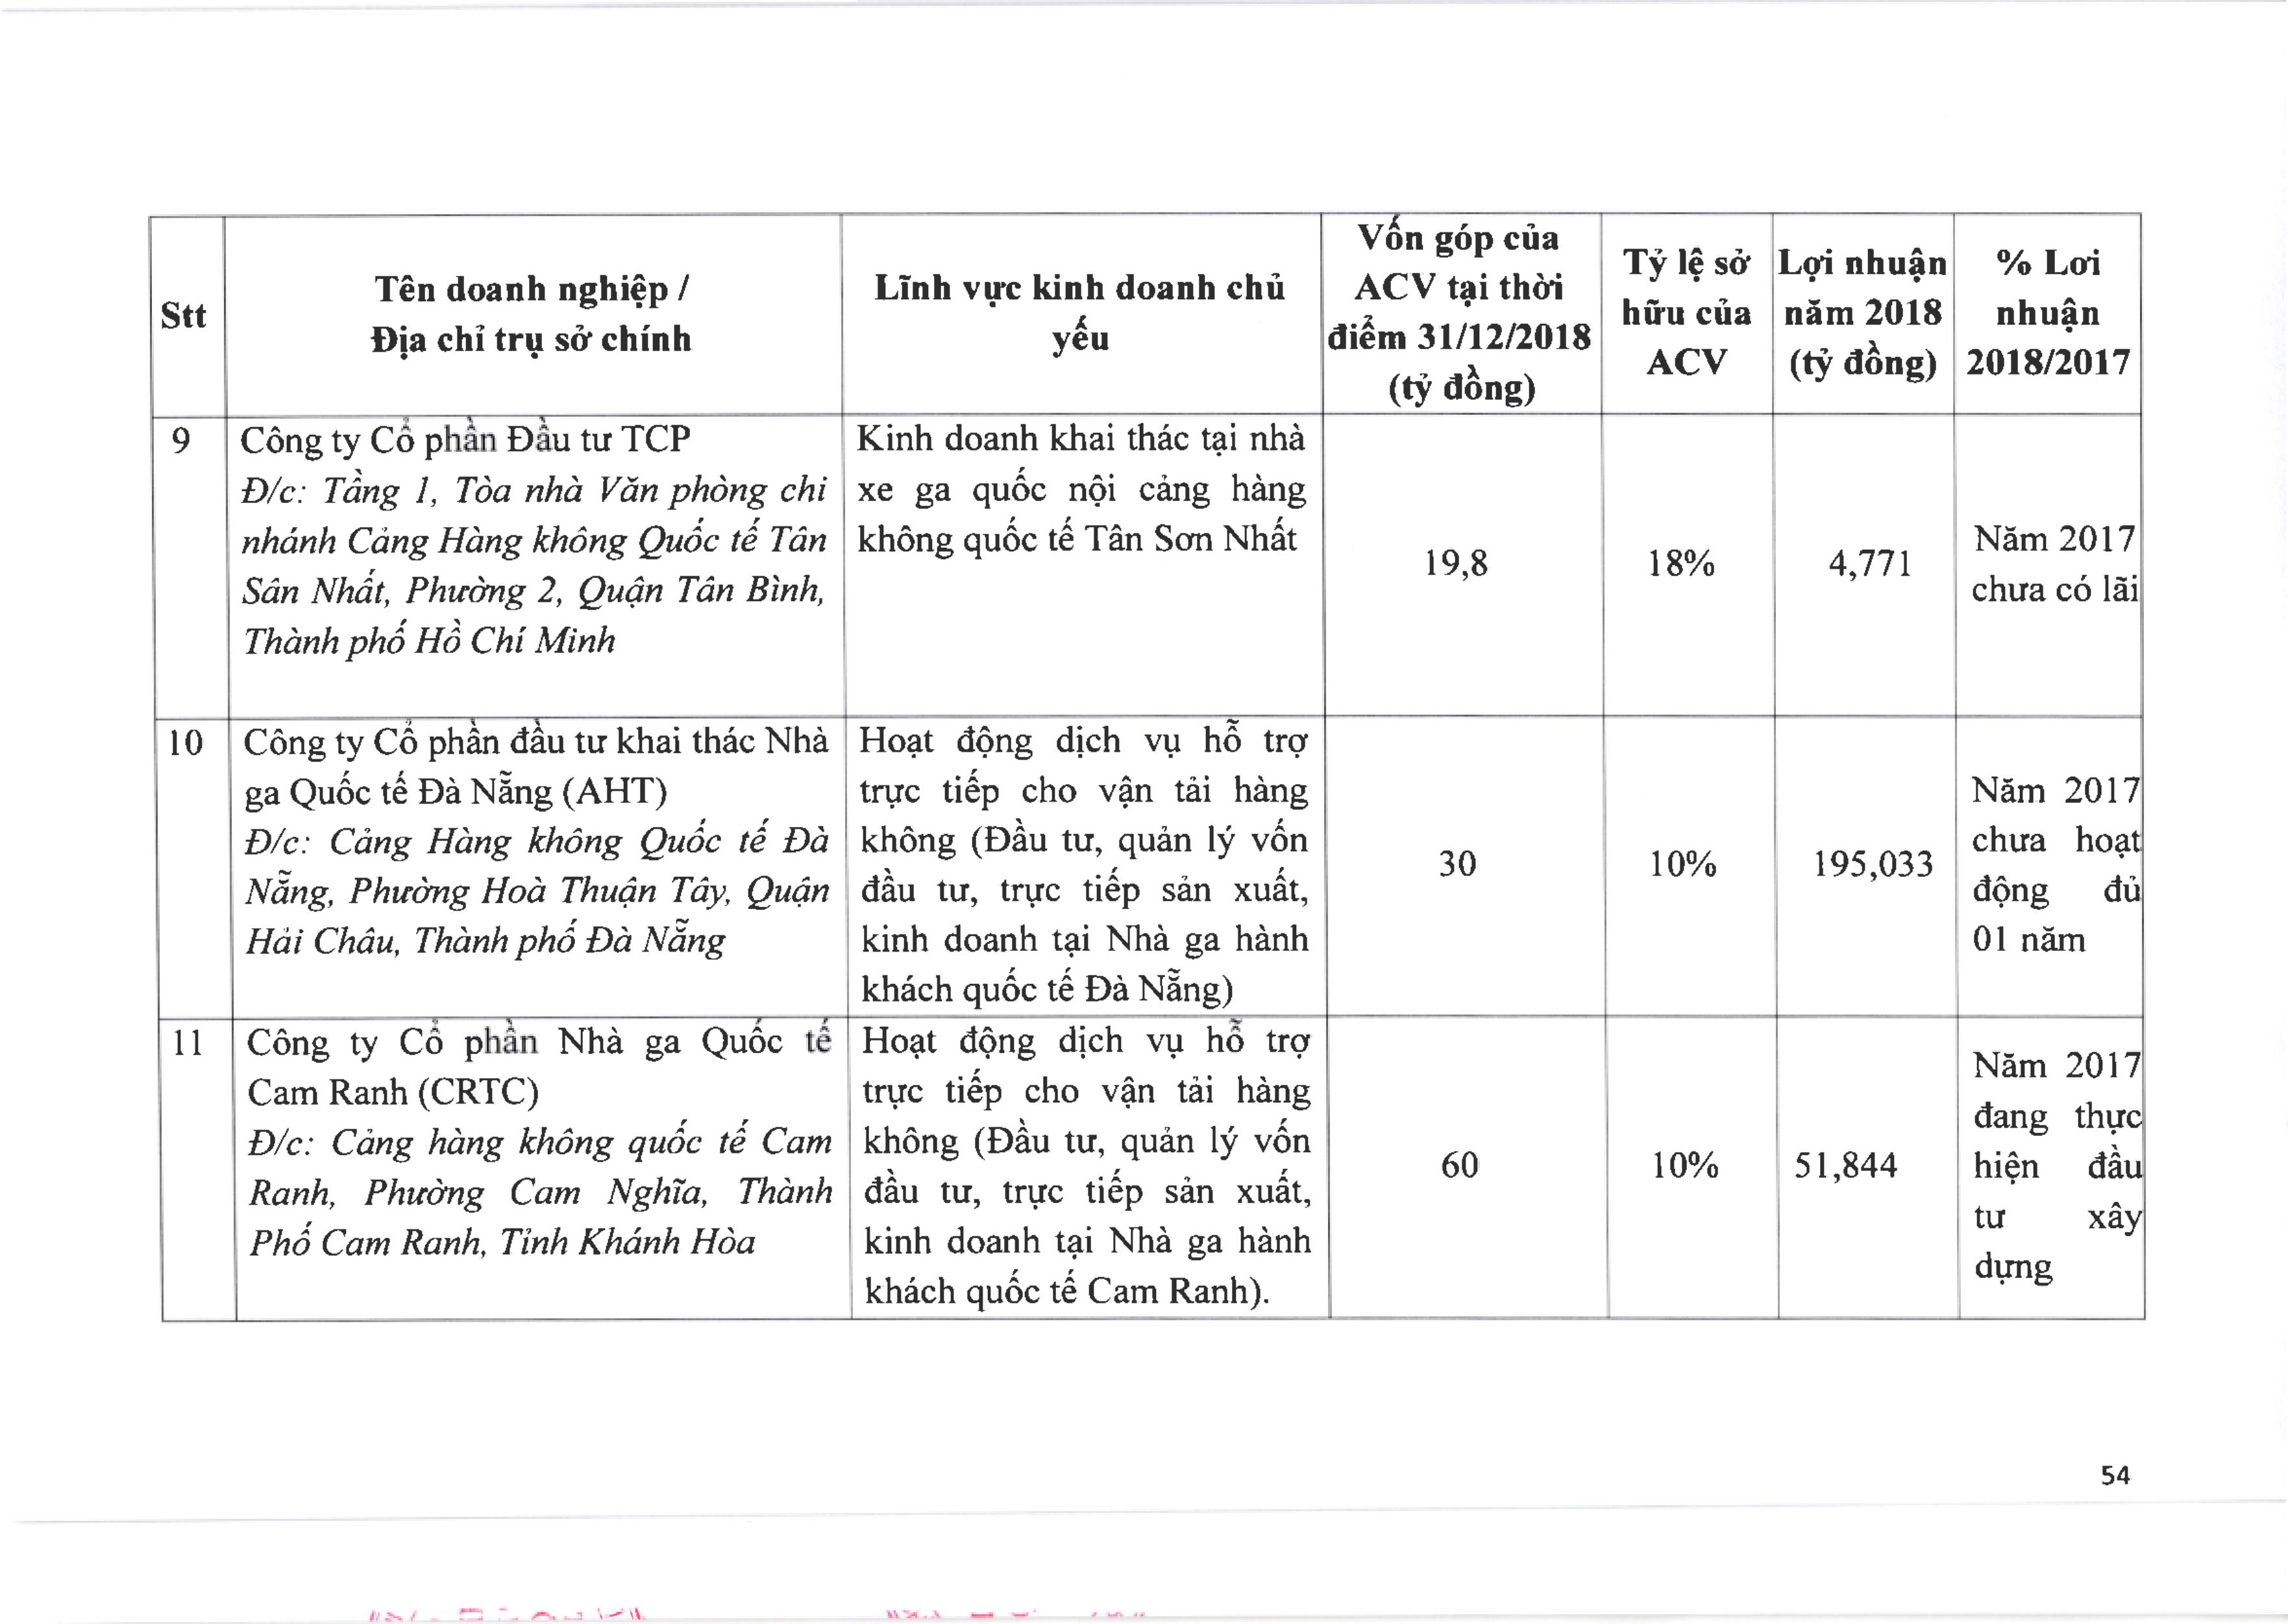 Stt
Tên doanh nghiệp /
Địa chỉ trụ sở chính
Lĩnh vực kinh doanh chủ
yếu
Vốn góp của
ACV tại thời
điểm 31/12/2018
(tỷ đồng)
Tỷ lệ sở
hữu của
ACV
Lợi nhuận
năm 2018
(tỷ đồng)
% Lơi
nhuận
2018/2017
9
Công ty Cổ phần Đầu tư TCP
Đ/c: Tầng 1, Tòa nhà Văn phòng chi
nhánh Cảng Hàng không Quốc tế Tân
Sân Nhất, Phường 2, Quận Tân Bình,
Thành phố Hồ Chí Minh
Kinh doanh khai thác tại nhà
xe ga quốc nội cảng hàng
không quốc tế Tân Sơn Nhất
19,8
18%
4,771
Năm 2017
chưa có lãi
10
Công ty Cổ phần đầu tư khai thác Nhà
ga Quốc tế Đà Nẵng (AHT)
Đ/c: Cảng Hàng không Quốc tế Đà
Nẵng, Phường Hoà Thuận Tây, Quận
Hải Châu, Thành phố Đà Nẵng
Hoạt động dịch vụ hỗ trợ
trực tiếp cho vận tải hàng
không (Đầu tư, quản lý vốn
đầu tư, trực tiếp sản xuất,
kinh doanh tại Nhà ga hành
khách quốc tế Đà Nẵng)
30
10%
195,033
Năm 2017
chưa hoạt
động đủ
01 năm
11
Công ty Cổ phần Nhà ga Quốc tế
Cam Ranh (CRTC)
Đ/c: Cảng hàng không quốc tế Cam
Ranh, Phường Cam Nghĩa, Thành
Phố Cam Ranh, Tỉnh Khánh Hòa
Hoạt động dịch vụ hỗ trợ
trực tiếp cho vận tải hàng
không (Đầu tư, quản lý vốn
đầu tư, trực tiếp sản xuất,
kinh doanh tại Nhà ga hành
khách quốc tế Cam Ranh).
60
10%
51,844
Năm 2017
đang thực
hiện đầu
tư xây
dựng
54